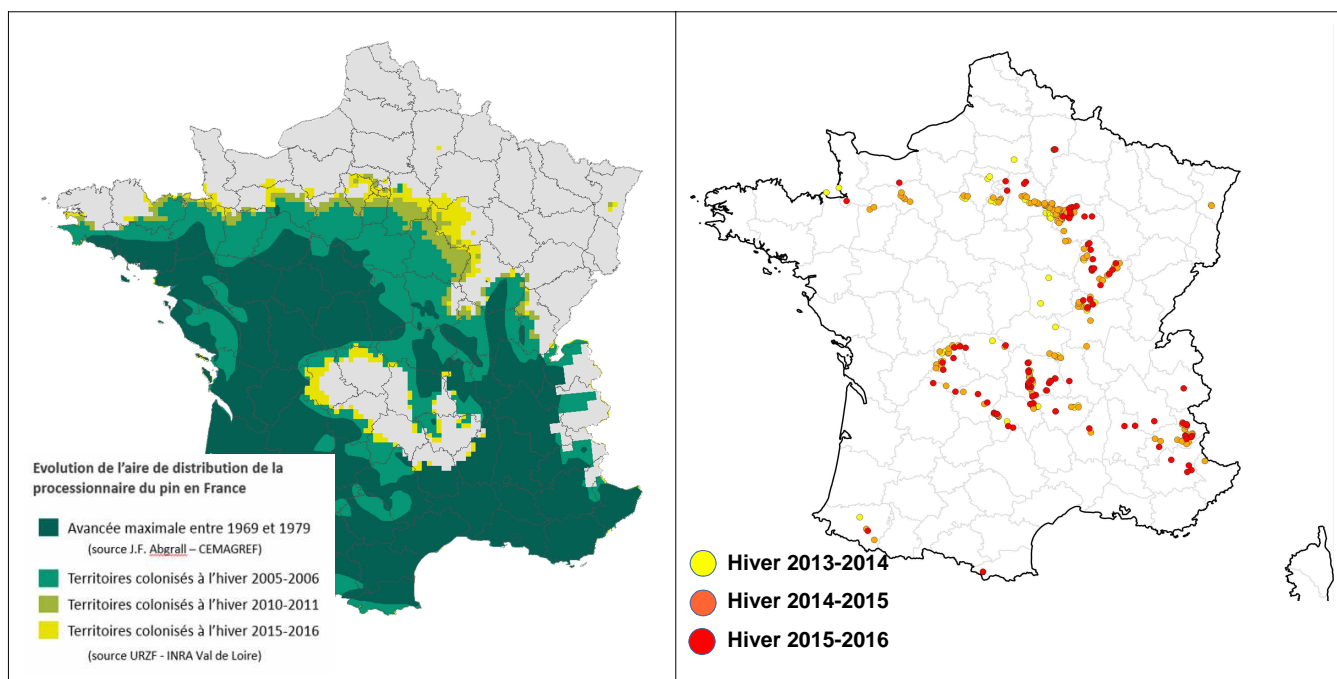 Evolution de l'aire de distribution de la
processionnaire du pin en France
Avancée maximale entre 1969 et 1979
(source J.F. Abgrall – CEMAGREF)
Territoires colonisés à l'hiver 2005-2006
Territoires colonisés à l'hiver 2010-2011
Territoires colonisés à l'hiver 2015-2016
(source URZF - INRA Val de Loire)
Hiver 2013-2014
Hiver 2014-2015
Hiver 2015-2016